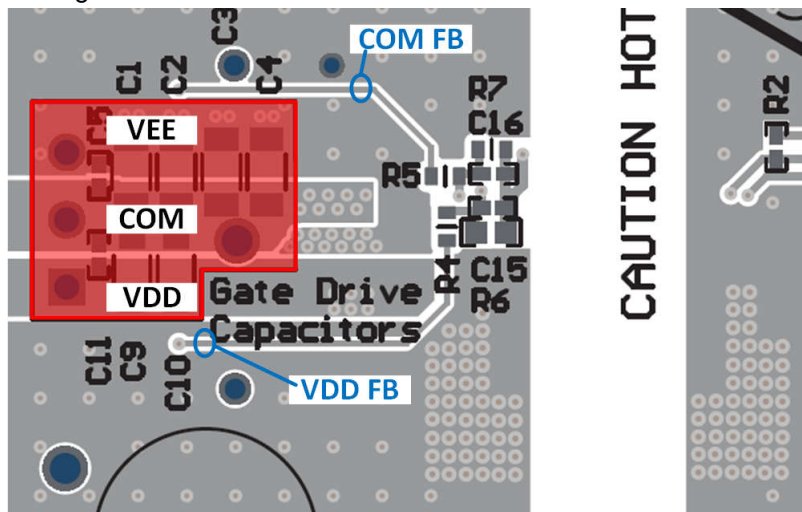 C3
COM FB
C1
C2
C4
R7
C16
C5
VEE
R5
COM
VDD
Gate Drive
Capacitors
R4
C15
R6
C11
C9
C10
VDD FB
CAUTION HOT
R2